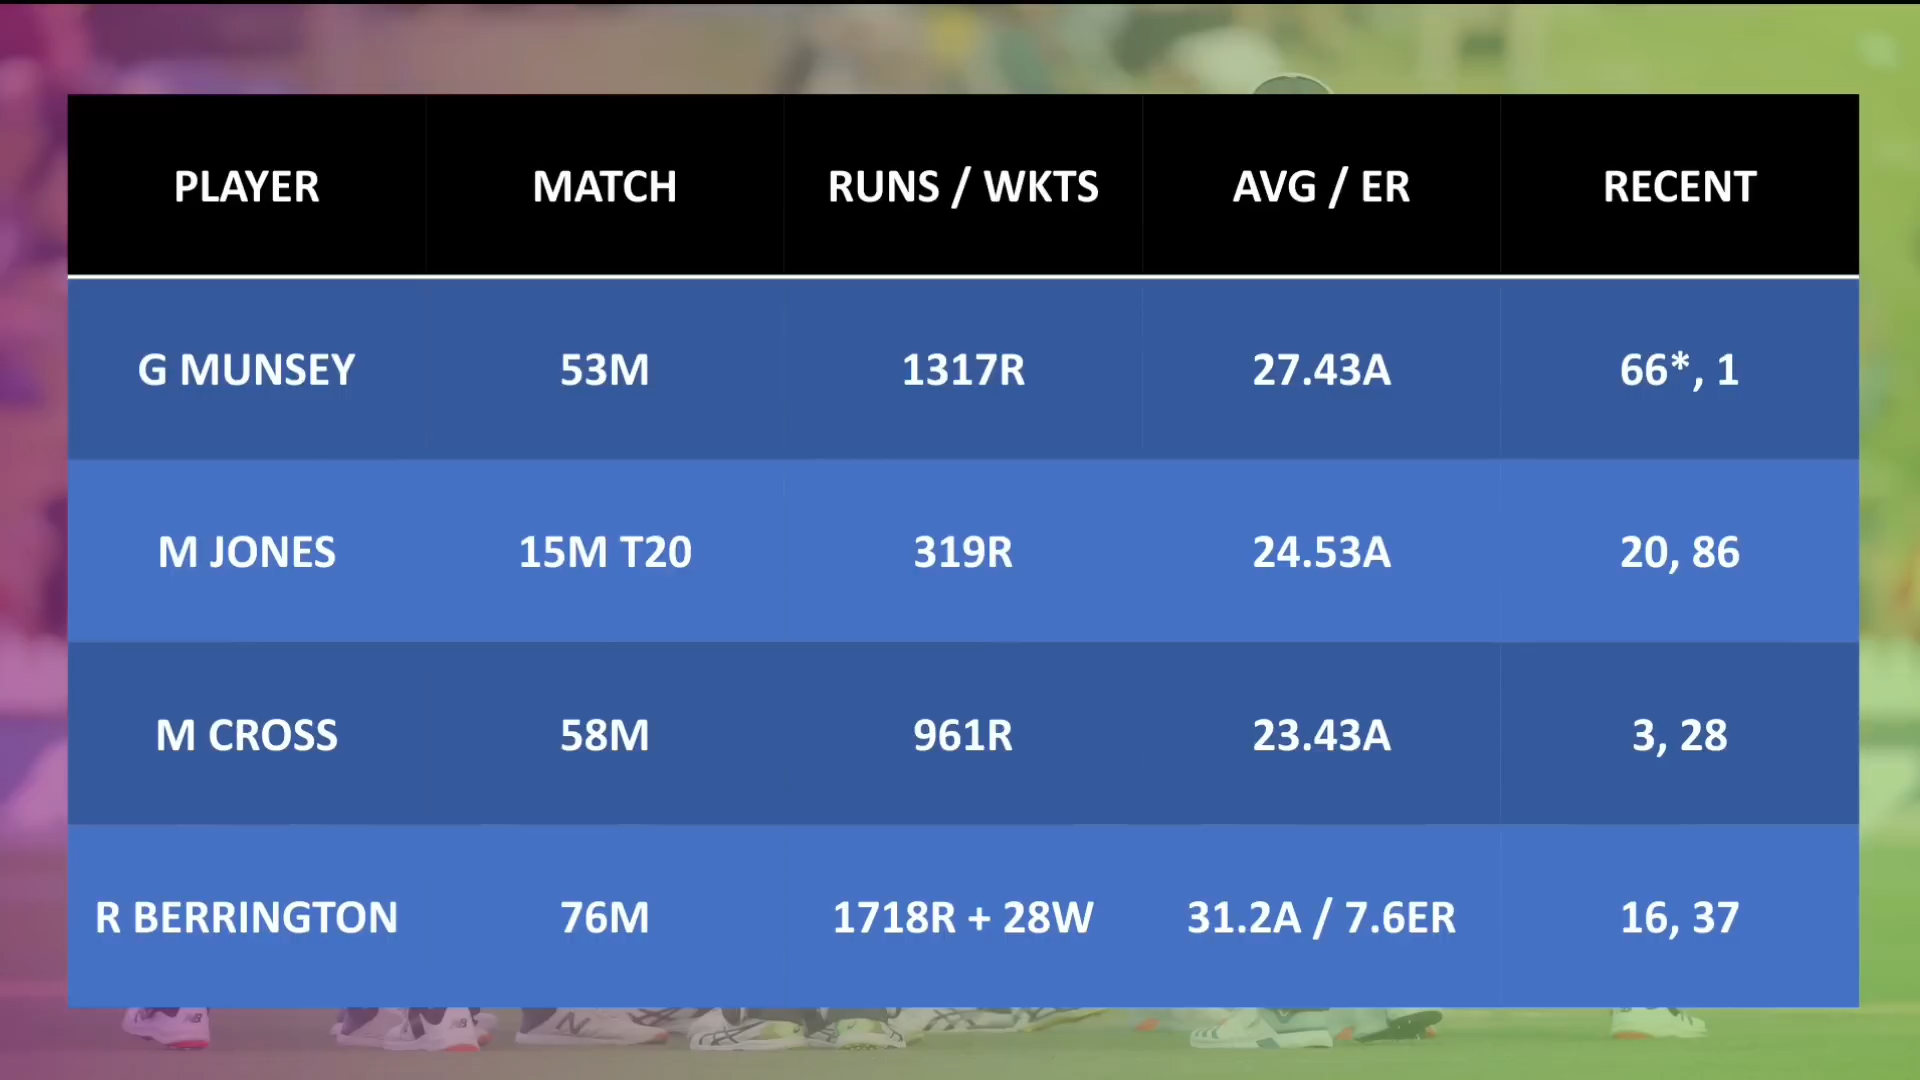 PLAYER MATCH RUNS / WKTS AVG / ER RECENT
G MUNSEY 53M 1317R 27.43A 66*, 1
M JONES 15M T20 319R 24.53A 20, 86
M CROSS 58M 961R 23.43A 3, 28
R BERRINGTON 76M 1718R + 28W 31.2A / 7.6ER 16, 37